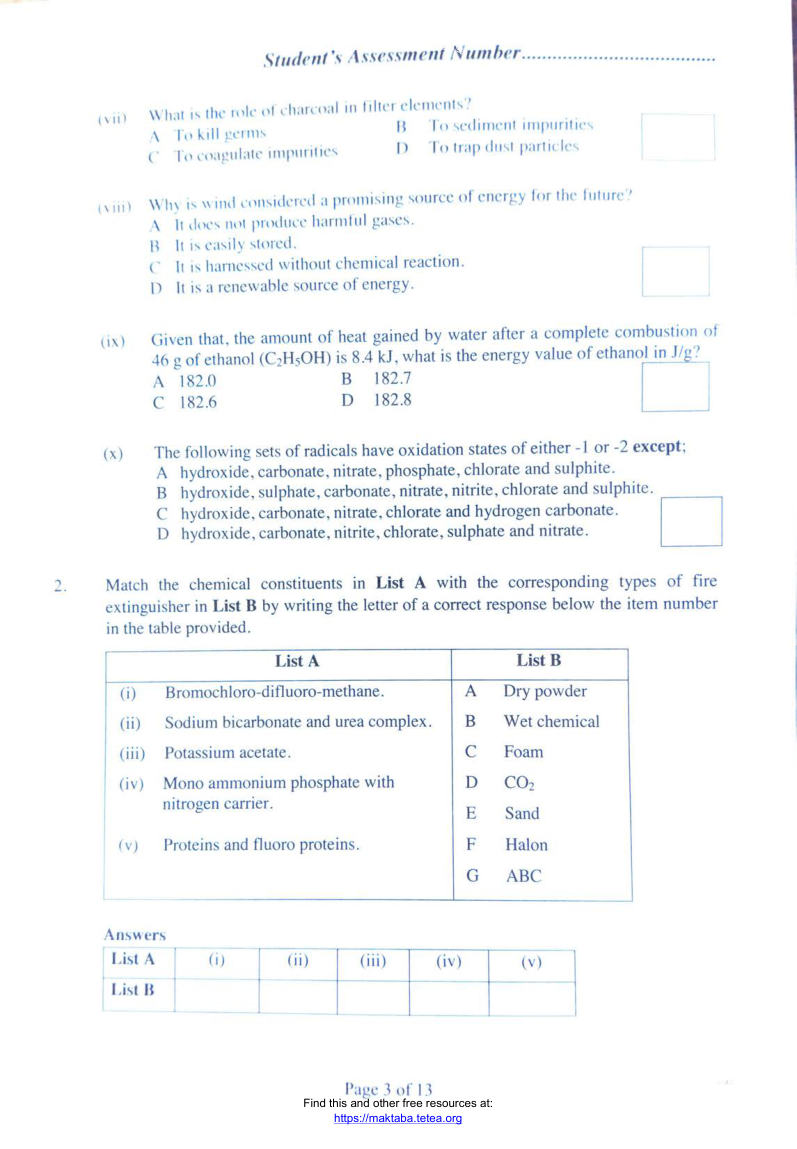 Student's Assessment Number......................................
(vii) What is the role of charcoal in filter elements?
A To kill germs B To sediment impurities
C To coagulate impurities D To trap dust particles
(viii) Why is wind considered a promising source of energy for the future?
A It does not produce harmful gases.
B It is easily stored.
C It is harnessed without chemical reaction.
D It is a renewable source of energy.
(ix) Given that, the amount of heat gained by water after a complete combustion of
46 g of ethanol (C₂H₅OH) is 8.4 kJ, what is the energy value of ethanol in J/g?
A 182.0 B 182.7
C 182.6 D 182.8
(x) The following sets of radicals have oxidation states of either -1 or -2 except;
A hydroxide, carbonate, nitrate, phosphate, chlorate and sulphite.
B hydroxide, sulphate, carbonate, nitrate, nitrite, chlorate and sulphite.
C hydroxide, carbonate, nitrate, chlorate and hydrogen carbonate.
D hydroxide, carbonate, nitrite, chlorate, sulphate and nitrate.
2. Match the chemical constituents in List A with the corresponding types of fire
extinguisher in List B by writing the letter of a correct response below the item number
in the table provided.
List A List B
(i) Bromochloro-difluoro-methane. A Dry powder
(ii) Sodium bicarbonate and urea complex. B Wet chemical
(iii) Potassium acetate. C Foam
(iv) Mono ammonium phosphate with D CO₂
nitrogen carrier.
E Sand
(v) Proteins and fluoro proteins. F Halon
G ABC
Answers
List A (i) (ii) (iii) (iv) (v)
List B
Page 3 of 13
Find this and other free resources at:
https://maktaba.tetea.org